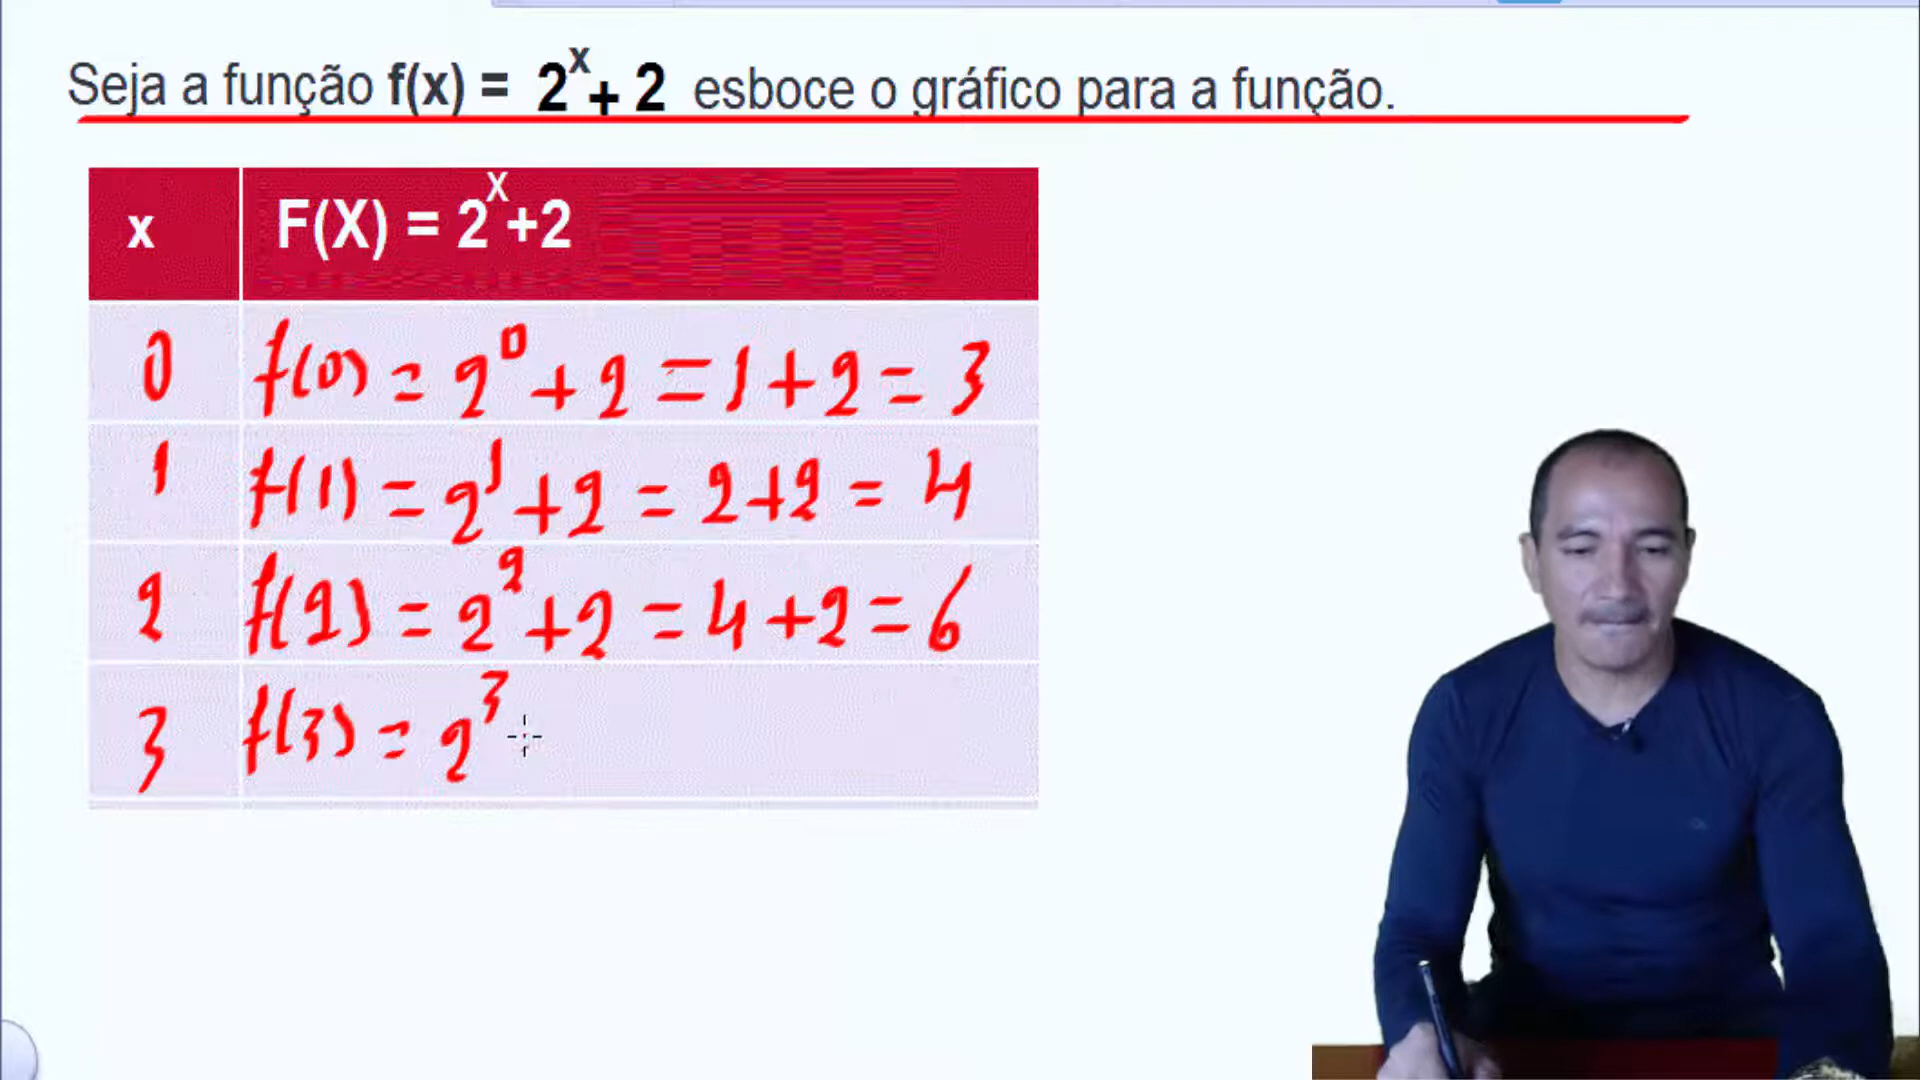 Seja a função f(x) = 2^x + 2 esboce o gráfico para a função.
x F(X) = 2^x+2
0 f(0) = 2^0 + 2 = 1 + 2 = 3
1 f(1) = 2^1 + 2 = 2 + 2 = 4
2 f(2) = 2^2 + 2 = 4 + 2 = 6
3 f(3) = 2^3